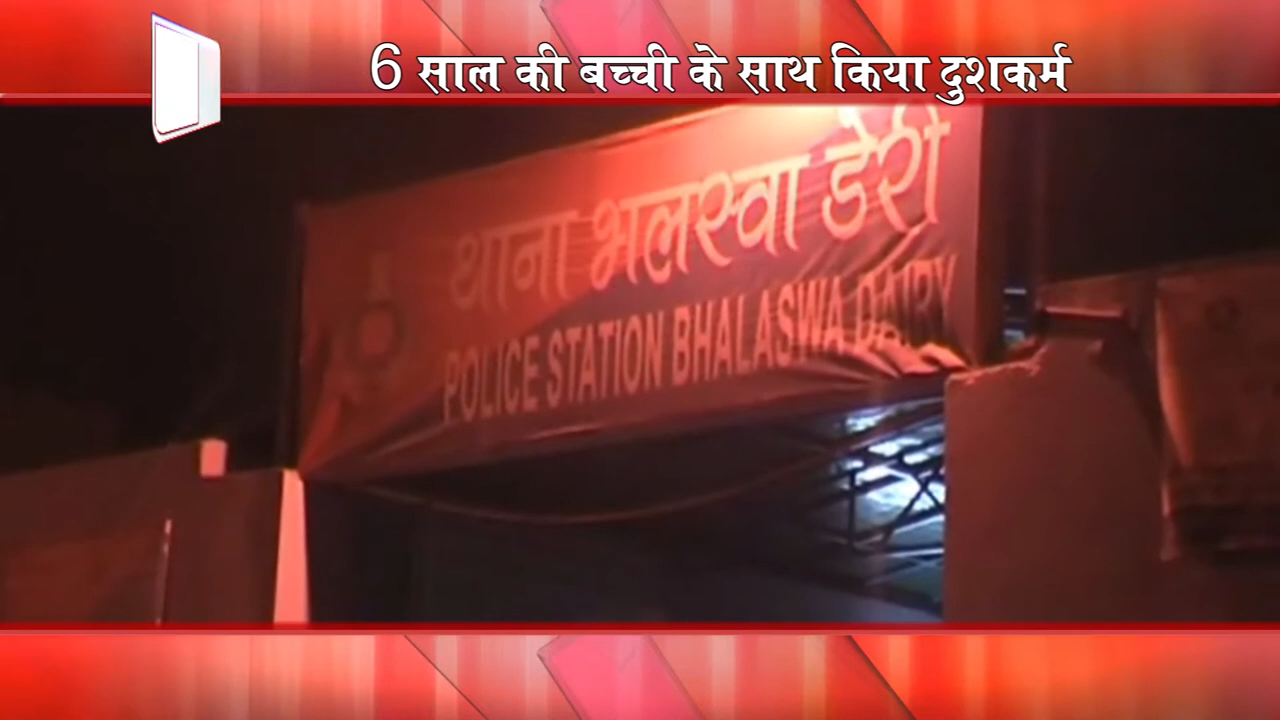 6 साल की बच्ची के साथ किया दुशकर्म
थाना भलस्वा डेरी
POLICE STATION BHALASWA DAIRY